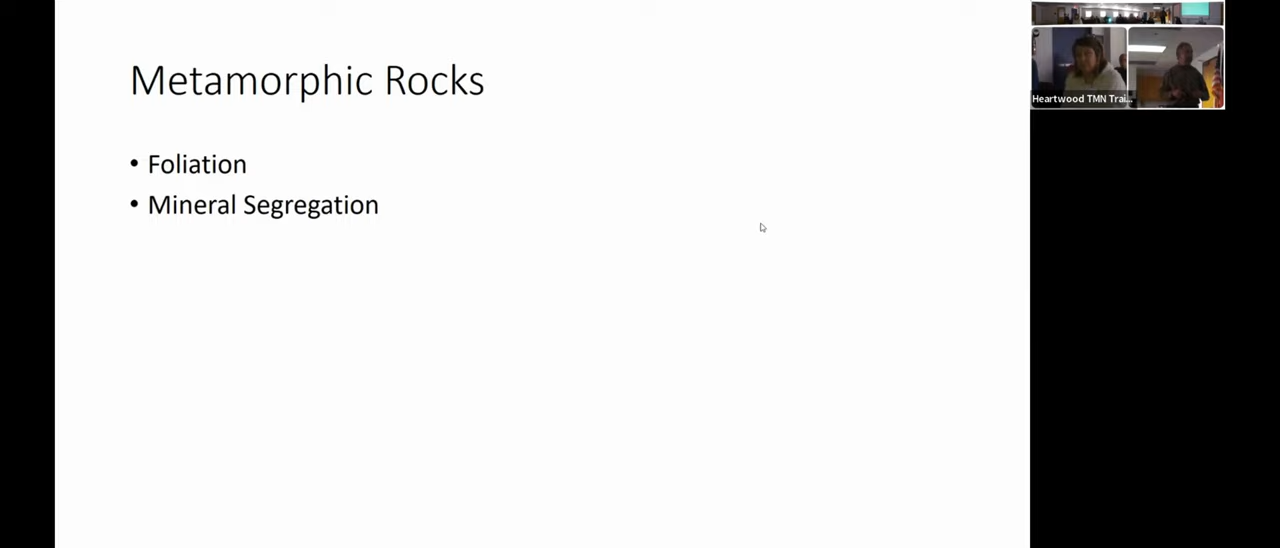 Metamorphic Rocks
• Foliation
• Mineral Segregation
Heartwood TMN Trai...